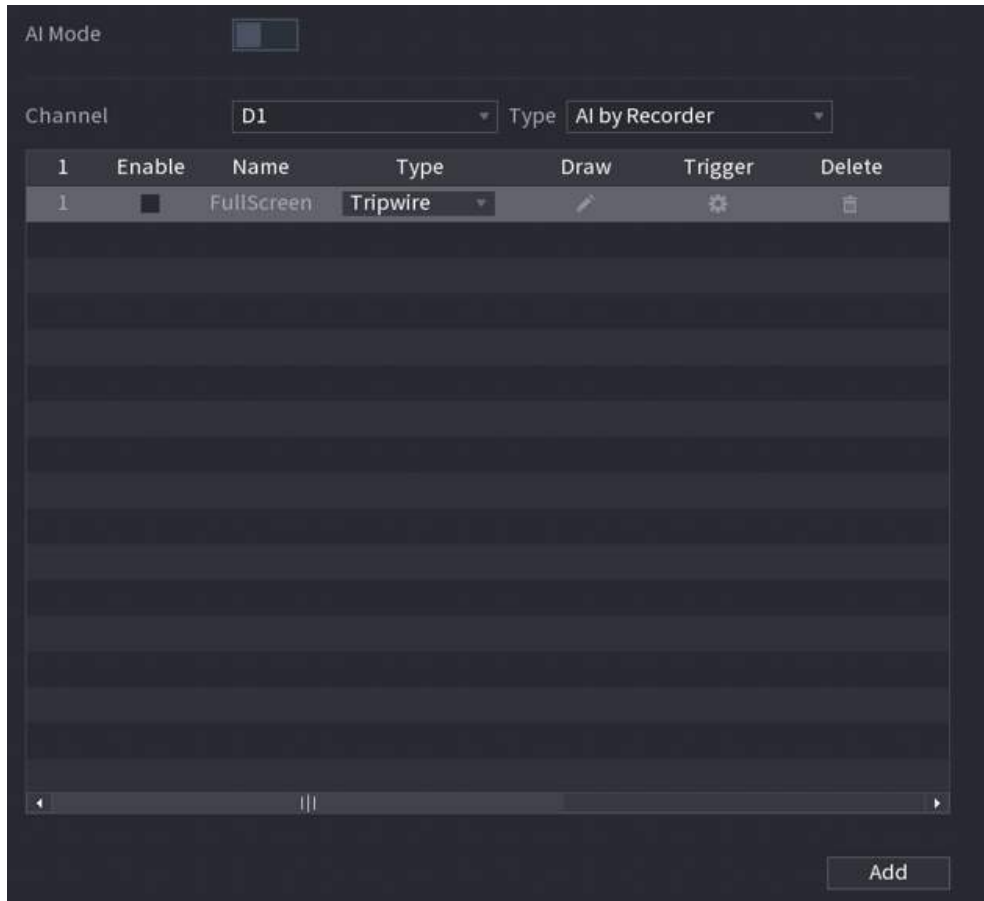 AI Mode
Channel D1 Type AI by Recorder
1 Enable Name Type Draw Trigger Delete
1 FullScreen Tripwire
Add